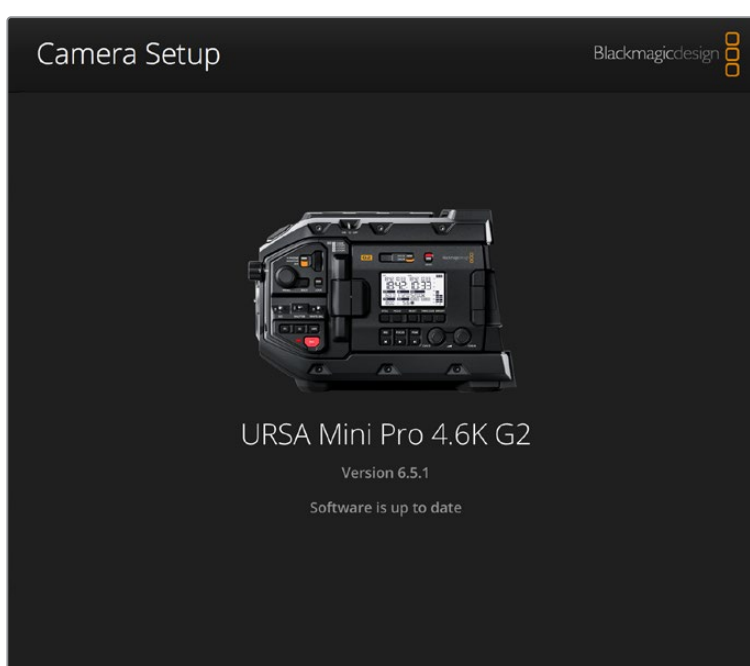 Camera Setup
Blackmagicdesign
URSA Mini Pro 4.6K G2
Version 6.5.1
Software is up to date